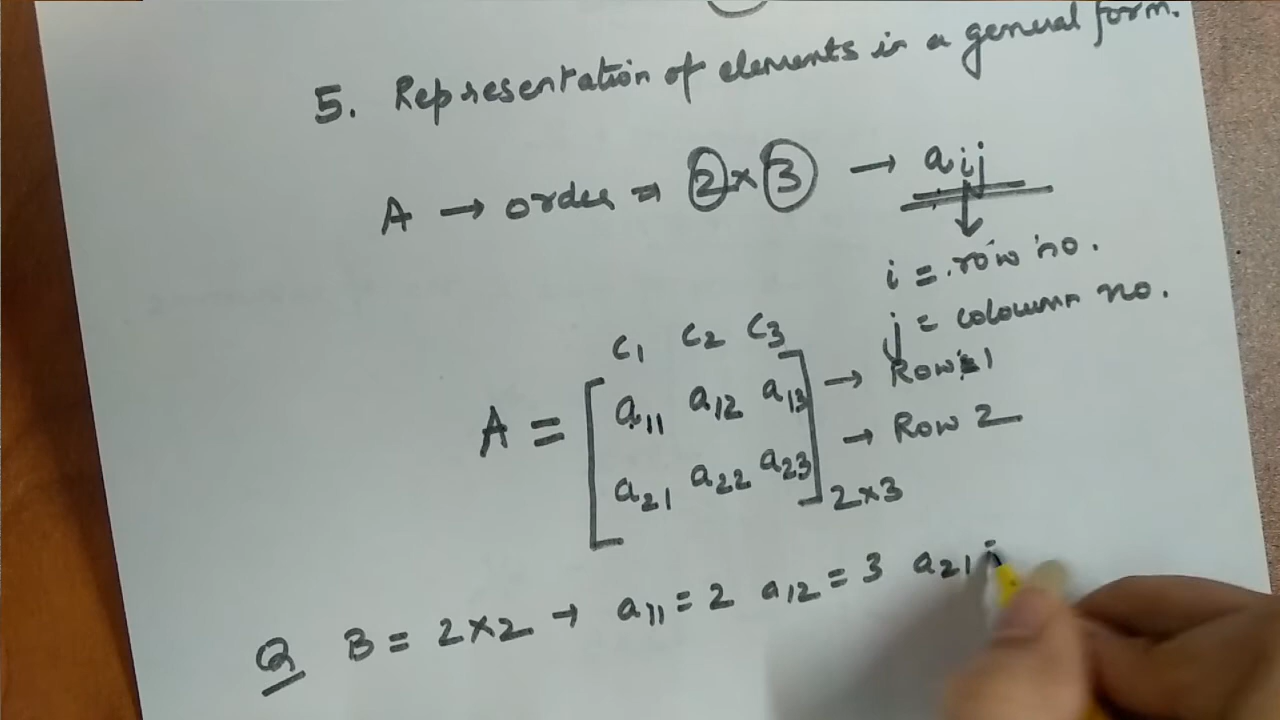 5. Representation of elements in a general form.
A → order = 2×3 → aij
i = row no.
j = coloumn no.
C1 C2 C3
A = [ a11 a12 a13 → Row 1
a21 a22 a23 ] 2×3 → Row 2
Q B = 2×2 → a11 = 2 a12 = 3 a21